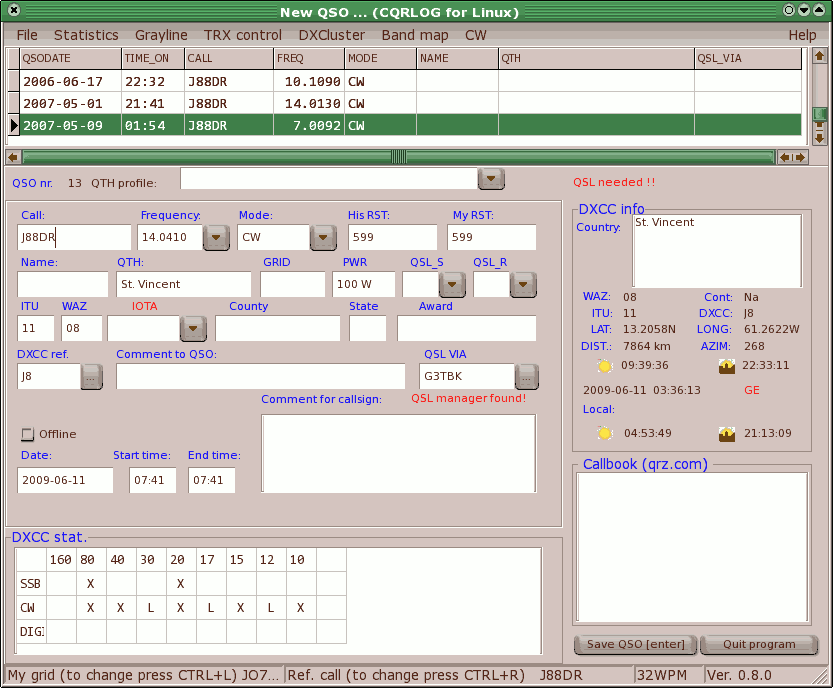 New QSO ... (CQRLOG for Linux)
File Statistics Grayline TRX control DXCluster Band map CW Help
QSODATE TIME_ON CALL FREQ MODE NAME QTH QSL_VIA
2006-06-17 22:32 J88DR 10.1090 CW
2007-05-01 21:41 J88DR 14.0130 CW
2007-05-09 01:54 J88DR 7.0092 CW
QSO nr. 13 QTH profile: QSL needed !!
Call: Frequency: Mode: His RST: My RST:
J88DR 14.0410 CW 599 599
Name: QTH: GRID PWR QSL_S QSL_R
St. Vincent 100 W
ITU WAZ IOTA County State Award
11 08
DXCC ref. Comment to QSO: QSL VIA
J8 ... G3TBK ...
Comment for callsign: QSL manager found!
Offline
Date: Start time: End time:
2009-06-11 07:41 07:41
DXCC info
Country: St. Vincent
WAZ: 08 Cont: Na
ITU: 11 DXCC: J8
LAT: 13.2058N LONG: 61.2622W
DIST.: 7864 km AZIM: 268
09:39:36 22:33:11
2009-06-11 03:36:13 GE
Local:
04:53:49 21:13:09
Callbook (qrz.com)
DXCC stat.
160 80 40 30 20 17 15 12 10
SSB X X
CW X X L X L X L X
DIGI
Save QSO [enter] Quit program
My grid (to change press CTRL+L) JO7... Ref. call (to change press CTRL+R) J88DR 32WPM Ver. 0.8.0